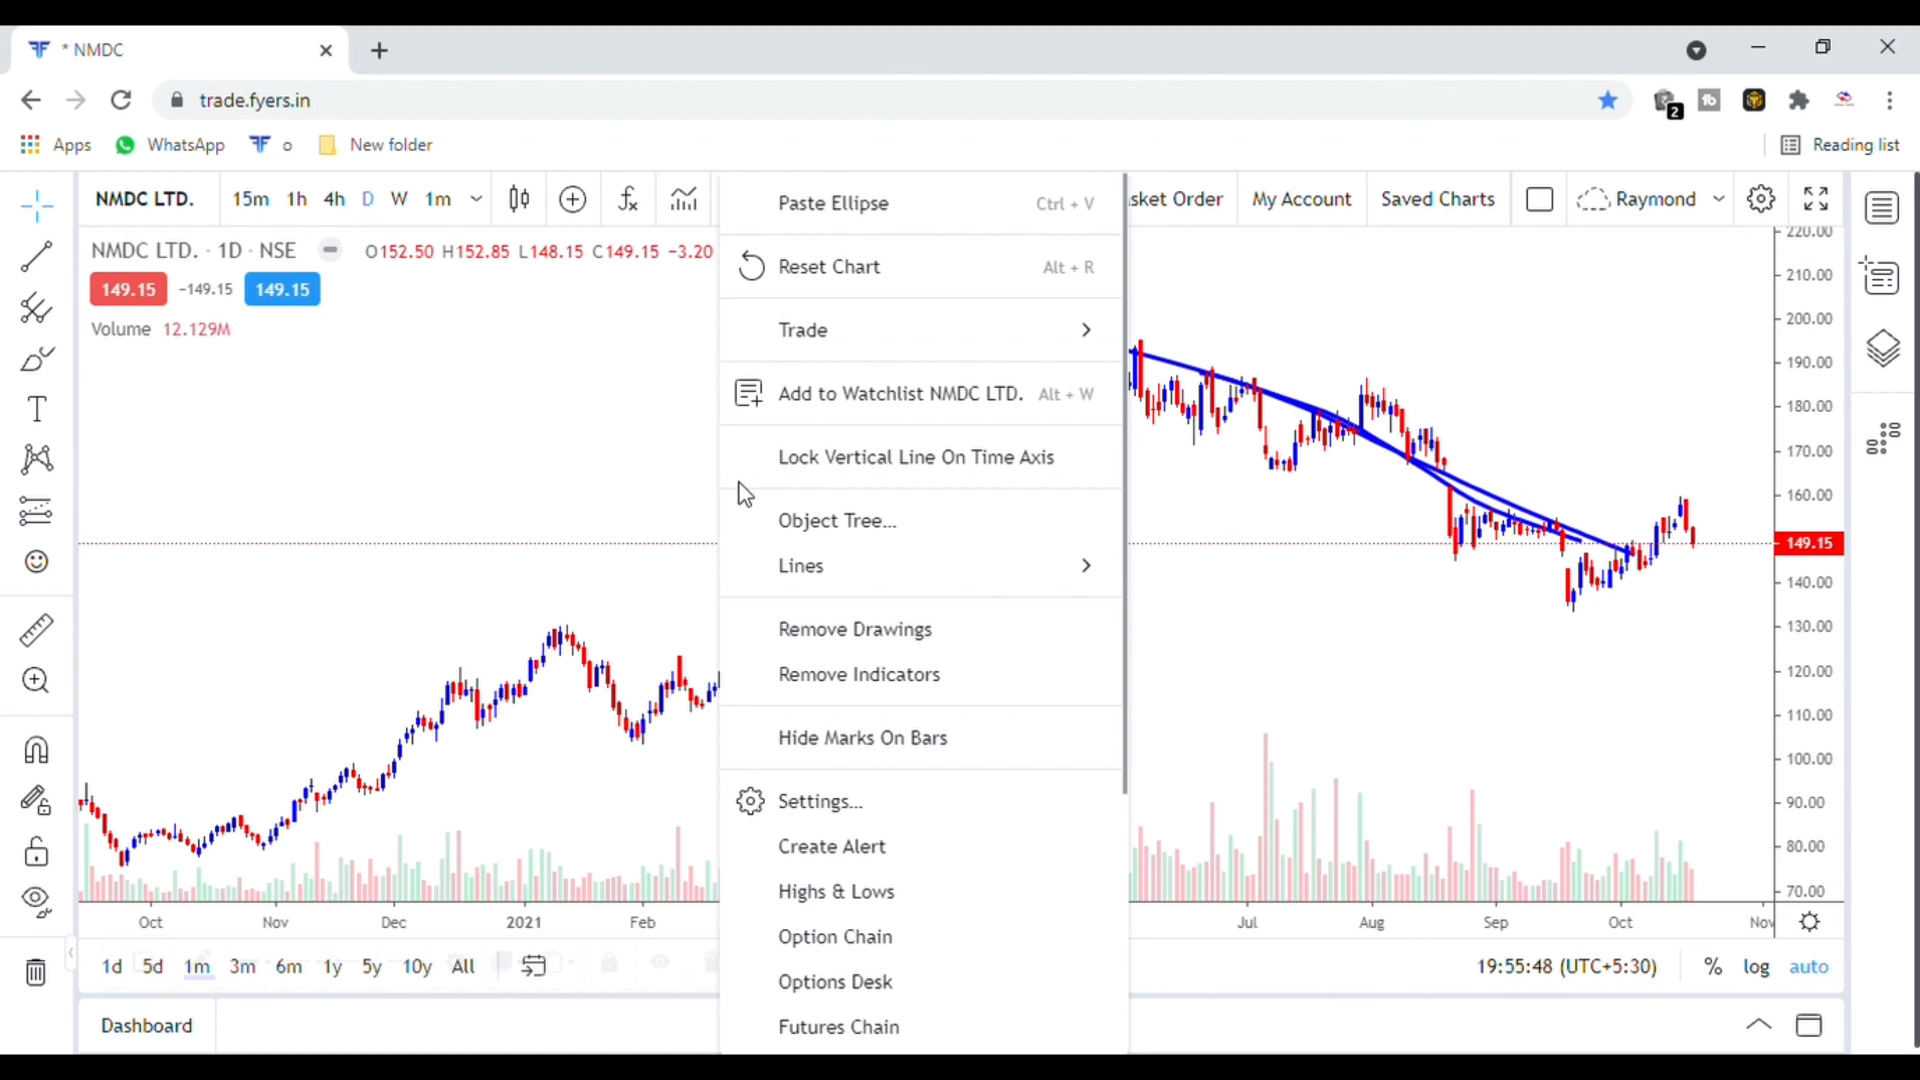 * NMDC
trade.fyers.in
2
Apps WhatsApp o New folder Reading list
NMDC LTD. 15m 1h 4h D W 1m
sket Order My Account Saved Charts Raymond
NMDC LTD. · 1D · NSE O152.50 H152.85 L148.15 C149.15 −3.20
149.15 −149.15 149.15
Volume 12.129M
Paste Ellipse Ctrl + V
Reset Chart Alt + R
Trade
Add to Watchlist NMDC LTD. Alt + W
Lock Vertical Line On Time Axis
Object Tree...
Lines
Remove Drawings
Remove Indicators
Hide Marks On Bars
Settings...
Create Alert
Highs & Lows
Option Chain
Options Desk
Futures Chain
220.00
210.00
200.00
190.00
180.00
170.00
160.00
149.15
140.00
130.00
120.00
110.00
100.00
90.00
80.00
70.00
Oct Nov Dec 2021 Feb Jul Aug Sep Oct Nov
1d 5d 1m 3m 6m 1y 5y 10y All
19:55:48 (UTC+5:30) % log auto
Dashboard